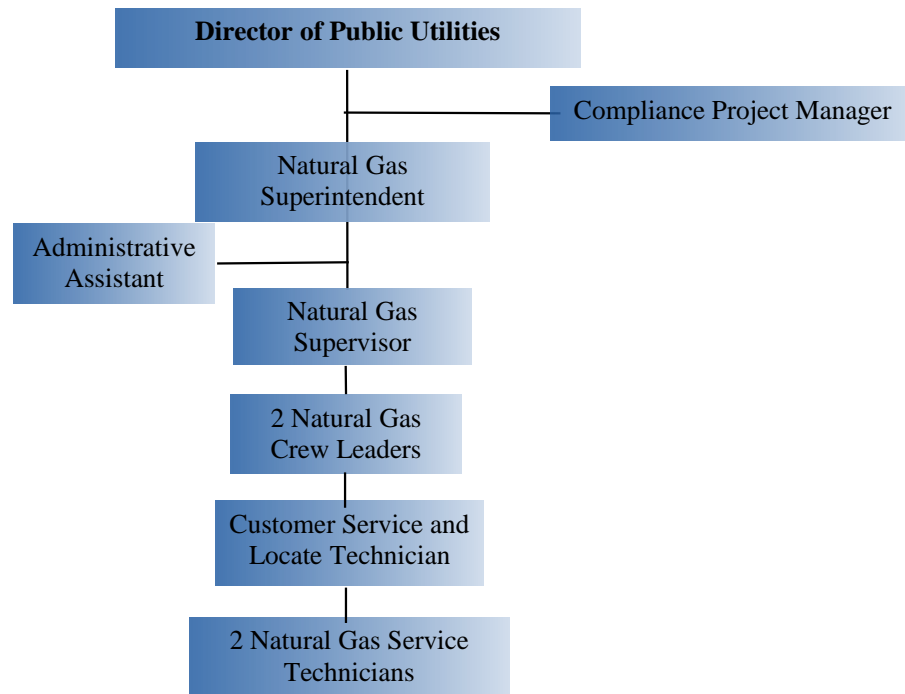 Director of Public Utilities
Compliance Project Manager
Natural Gas
Superintendent
Administrative
Assistant
Natural Gas
Supervisor
2 Natural Gas
Crew Leaders
Customer Service and
Locate Technician
2 Natural Gas Service
Technicians